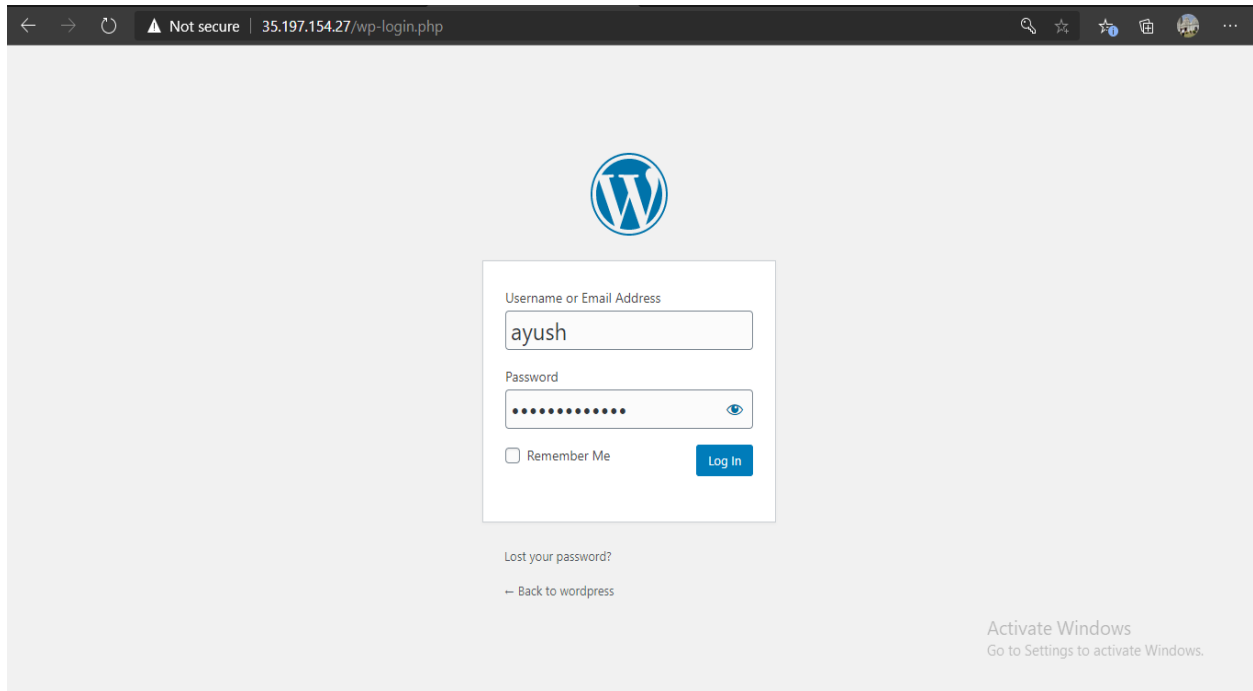 Not secure | 35.197.154.27/wp-login.php
Username or Email Address
ayush
Password
•••••••••••••
Remember Me
Log In
Lost your password?
← Back to wordpress
Activate Windows
Go to Settings to activate Windows.